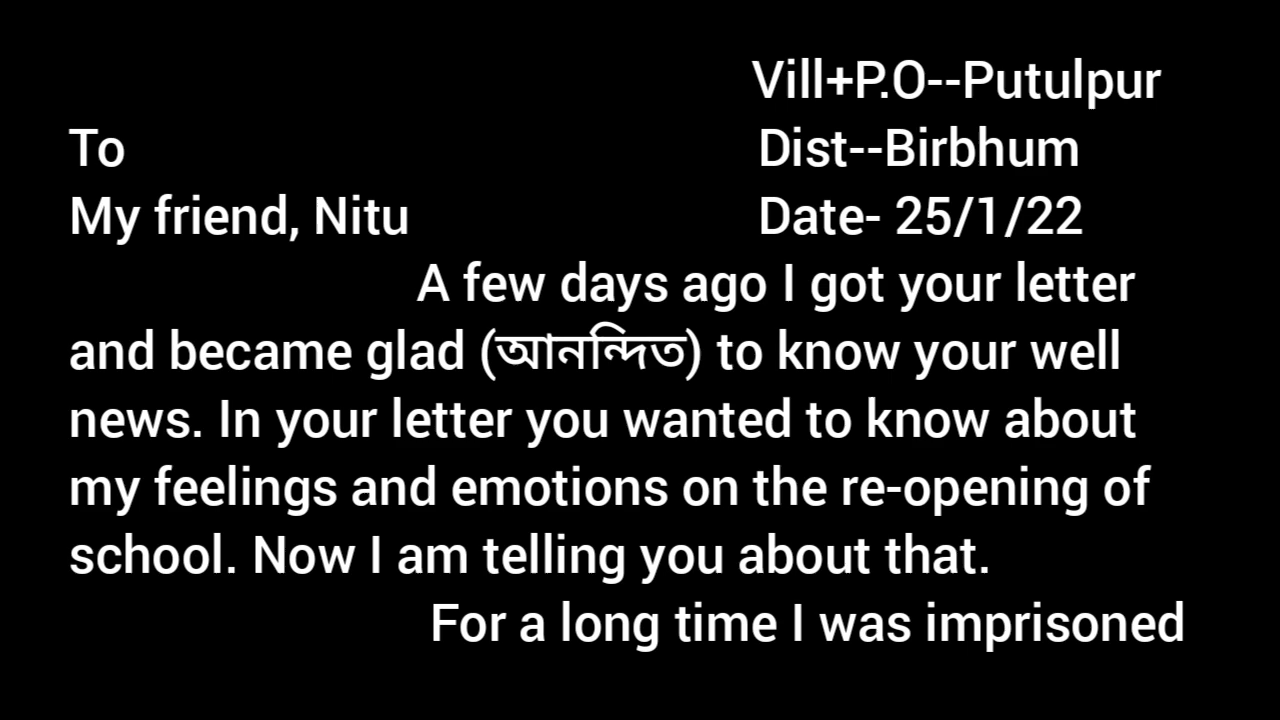 Vill+P.O--Putulpur
To Dist--Birbhum
My friend, Nitu Date- 25/1/22
A few days ago I got your letter
and became glad (আনন্দিত) to know your well
news. In your letter you wanted to know about
my feelings and emotions on the re-opening of
school. Now I am telling you about that.
For a long time I was imprisoned